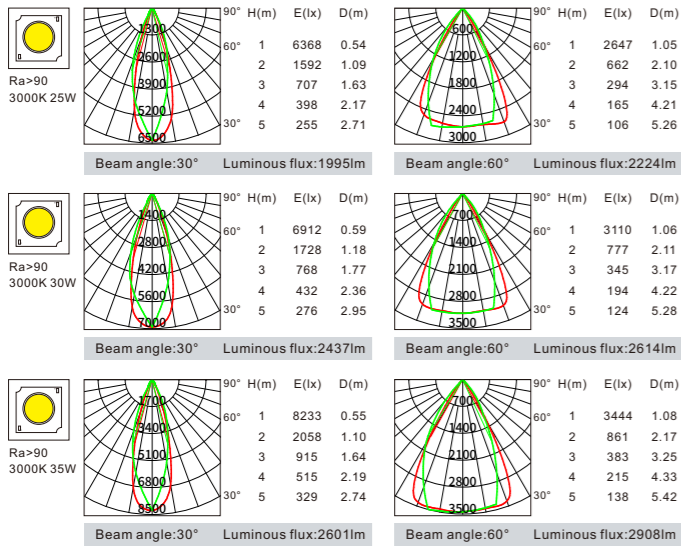 90° H(m) E(lx) D(m)
1300
60° 1 6368 0.54
2600
2 1592 1.09
3900
3 707 1.63
Ra>90
3000K 25W
5200
4 398 2.17
30° 5 255 2.71
6500
Beam angle:30° Luminous flux:1995lm
90° H(m) E(lx) D(m)
600
60° 1 2647 1.05
1200
2 662 2.10
1800
3 294 3.15
2400
4 165 4.21
30° 5 106 5.26
3000
Beam angle:60° Luminous flux:2224lm
90° H(m) E(lx) D(m)
1400
60° 1 6912 0.59
2800
2 1728 1.18
4200
3 768 1.77
Ra>90
3000K 30W
5600
4 432 2.36
30° 5 276 2.95
7000
Beam angle:30° Luminous flux:2437lm
90° H(m) E(lx) D(m)
700
60° 1 3110 1.06
1400
2 777 2.11
2100
3 345 3.17
2800
4 194 4.22
30° 5 124 5.28
3500
Beam angle:60° Luminous flux:2614lm
90° H(m) E(lx) D(m)
1700
60° 1 8233 0.55
3400
2 2058 1.10
5100
3 915 1.64
Ra>90
3000K 35W
6800
4 515 2.19
30° 5 329 2.74
8500
Beam angle:30° Luminous flux:2601lm
90° H(m) E(lx) D(m)
700
60° 1 3444 1.08
1400
2 861 2.17
2100
3 383 3.25
2800
4 215 4.33
30° 5 138 5.42
3500
Beam angle:60° Luminous flux:2908lm